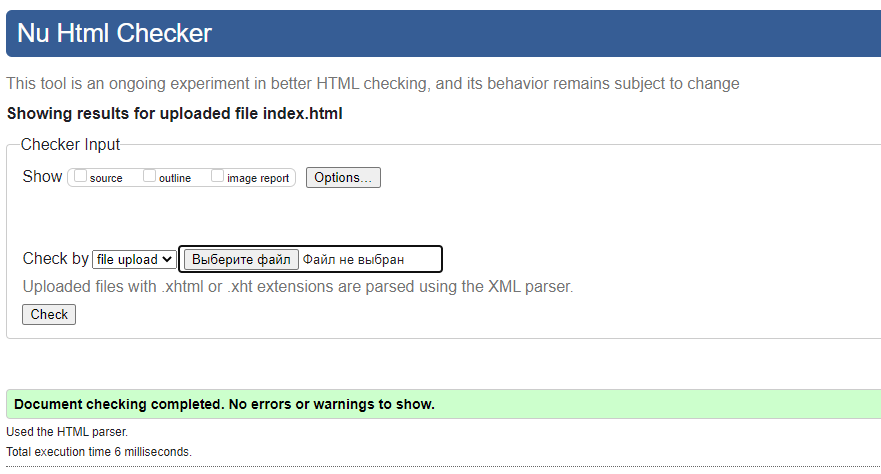 Nu Html Checker
This tool is an ongoing experiment in better HTML checking, and its behavior remains subject to change
Showing results for uploaded file index.html
Checker Input
Show source outline image report Options...
Check by file upload Выберите файл Файл не выбран
Uploaded files with .xhtml or .xht extensions are parsed using the XML parser.
Check
Document checking completed. No errors or warnings to show.
Used the HTML parser.
Total execution time 6 milliseconds.